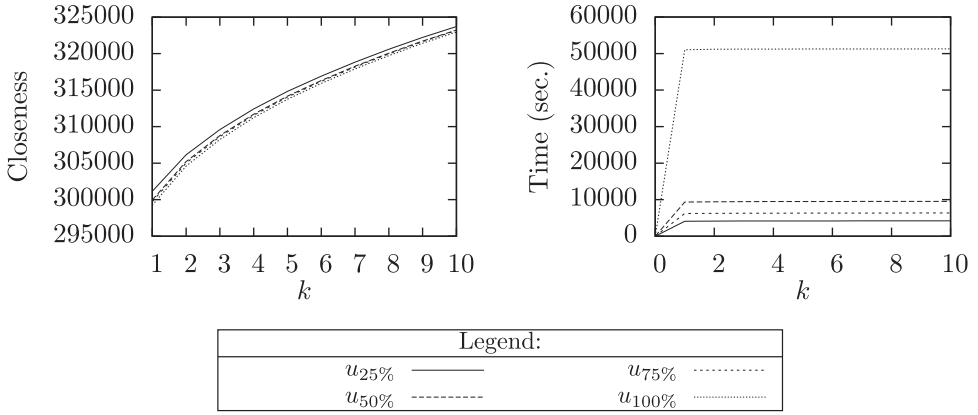 325000
320000
315000
310000
305000
300000
295000
Closeness
1 2 3 4 5 6 7 8 9 10
k
60000
50000
40000
30000
20000
10000
0
Time (sec.)
0 2 4 6 8 10
k
Legend:
u25% u75%
u50% u100%